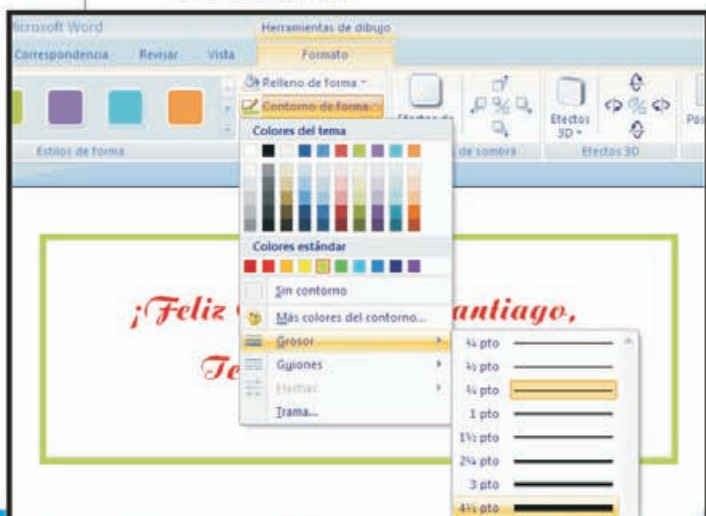 Microsoft Word
Herramientas de dibujo
Correspondencia Revisar Vista Formato
Relleno de forma
Contorno de forma
Efectos 3D
Estilos de forma
de sombra
Efectos 3D
Colores del tema
Colores estándar
Sin contorno
Más colores del contorno...
Grosor
Guiones
Flechas
Trama...
¡Feliz
antiago,
Te
¼ pto
½ pto
¾ pto
1 pto
1½ pto
2¼ pto
3 pto
4½ pto